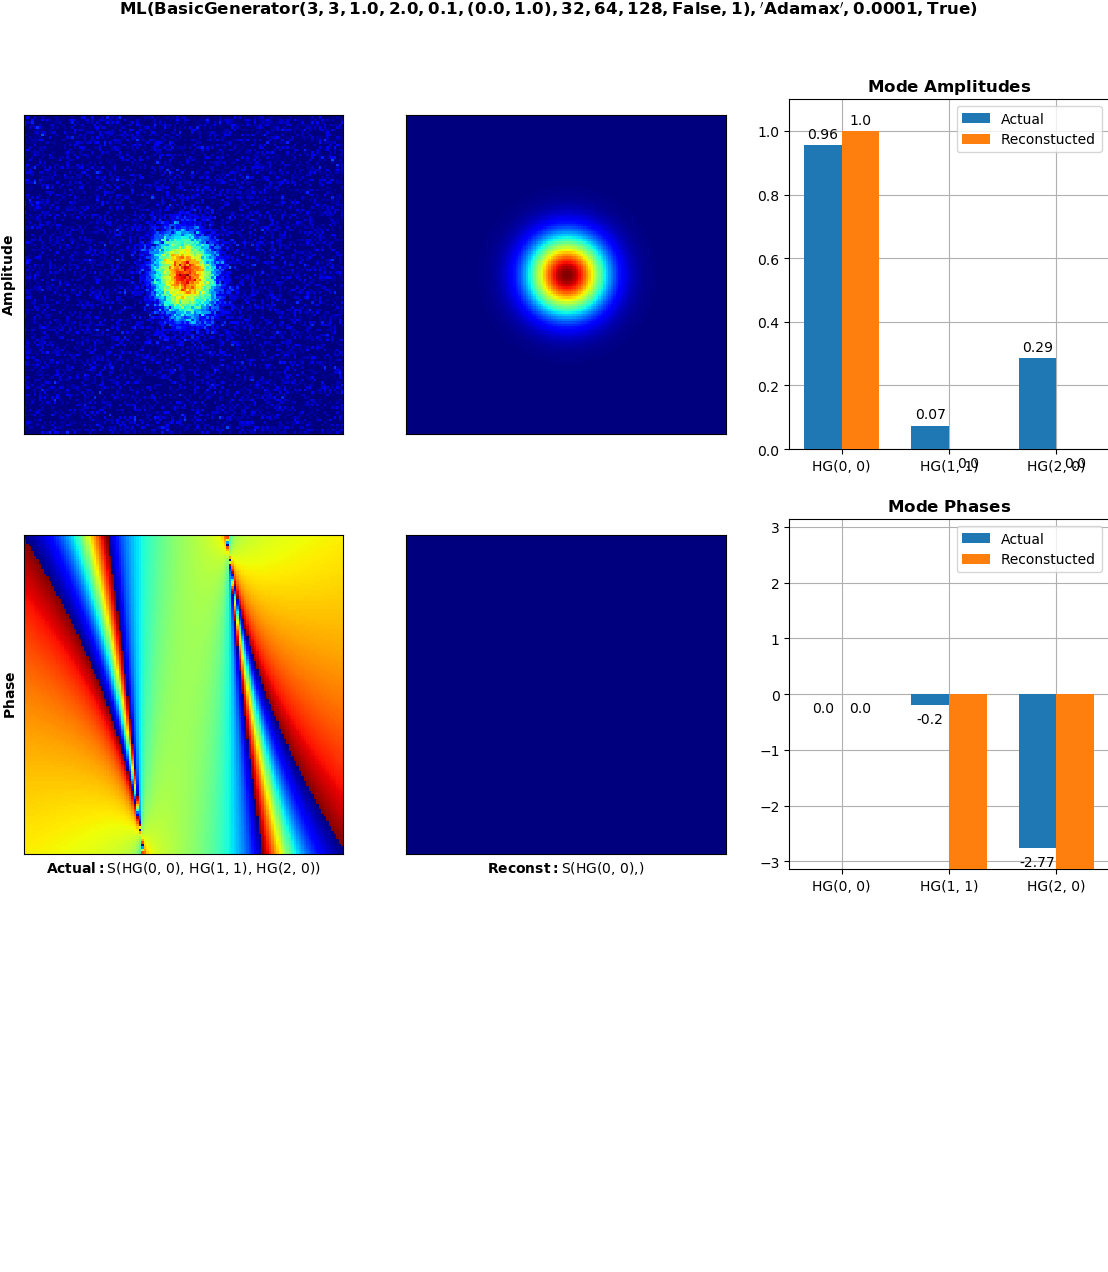 ML(BasicGenerator(3, 3, 1.0, 2.0, 0.1, (0.0, 1.0), 32, 64, 128, False, 1), ′Adamax′, 0.0001, True)
Amplitude
Mode Amplitudes
Actual
Reconstucted
1.0
0.8
0.6
0.4
0.2
0.0
0.96
1.0
0.07
0.0
0.29
0.0
HG(0, 0)
HG(1, 1)
HG(2, 0)
Phase
Actual: S(HG(0, 0), HG(1, 1), HG(2, 0))
Reconst: S(HG(0, 0),)
Mode Phases
Actual
Reconstucted
3
2
1
0
−1
−2
−3
0.0
0.0
-0.2
-2.77
HG(0, 0)
HG(1, 1)
HG(2, 0)